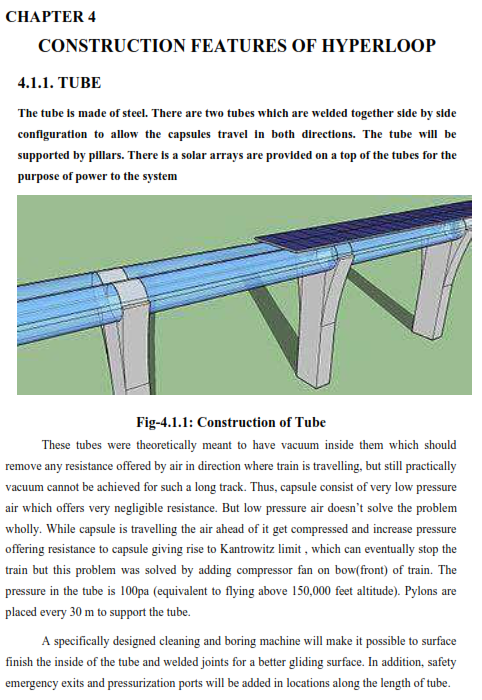 CHAPTER 4
CONSTRUCTION FEATURES OF HYPERLOOP
4.1.1. TUBE
The tube is made of steel. There are two tubes which are welded together side by side
configuration to allow the capsules travel in both directions. The tube will be
supported by pillars. There is a solar arrays are provided on a top of the tubes for the
purpose of power to the system
Fig-4.1.1: Construction of Tube
These tubes were theoretically meant to have vacuum inside them which should
remove any resistance offered by air in direction where train is travelling, but still practically
vacuum cannot be achieved for such a long track. Thus, capsule consist of very low pressure
air which offers very negligible resistance. But low pressure air doesn’t solve the problem
wholly. While capsule is travelling the air ahead of it get compressed and increase pressure
offering resistance to capsule giving rise to Kantrowitz limit , which can eventually stop the
train but this problem was solved by adding compressor fan on bow(front) of train. The
pressure in the tube is 100pa (equivalent to flying above 150,000 feet altitude). Pylons are
placed every 30 m to support the tube.
A specifically designed cleaning and boring machine will make it possible to surface
finish the inside of the tube and welded joints for a better gliding surface. In addition, safety
emergency exits and pressurization ports will be added in locations along the length of tube.